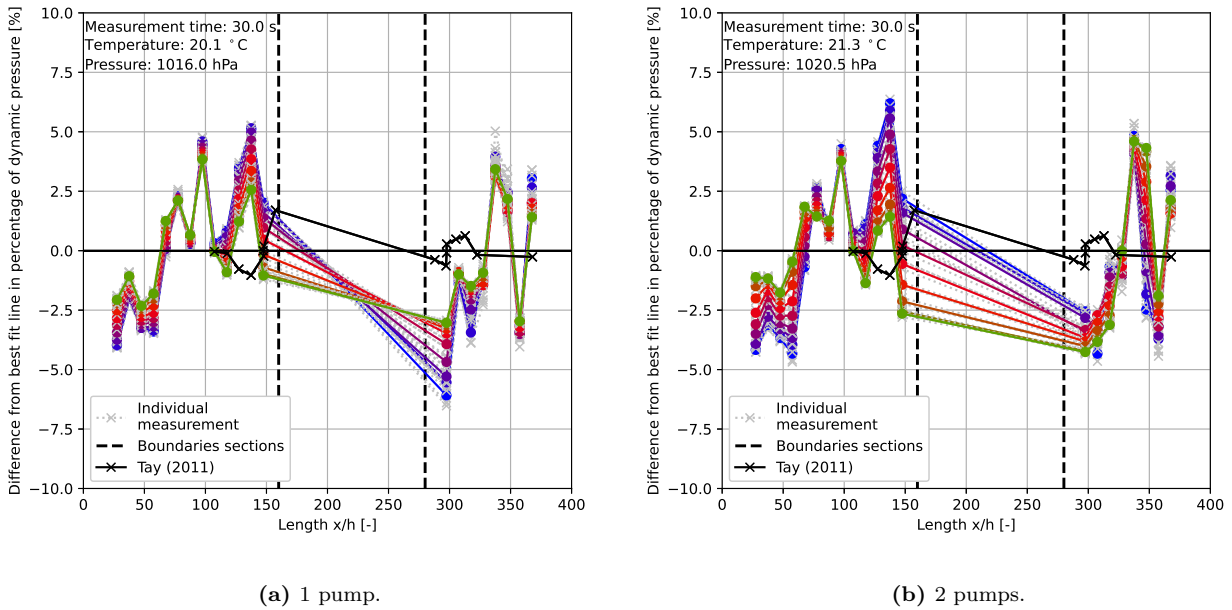 Difference from best fit line in percentage of dynamic pressure [%]
10.0
7.5
5.0
2.5
0.0
−2.5
−5.0
−7.5
−10.0
Measurement time: 30.0 s
Temperature: 20.1 °C
Pressure: 1016.0 hPa
Individual
measurement
Boundaries sections
Tay (2011)
0 50 100 150 200 250 300 350 400
Length x/h [-]
(a) 1 pump.
Difference from best fit line in percentage of dynamic pressure [%]
10.0
7.5
5.0
2.5
0.0
−2.5
−5.0
−7.5
−10.0
Measurement time: 30.0 s
Temperature: 21.3 °C
Pressure: 1020.5 hPa
Individual
measurement
Boundaries sections
Tay (2011)
0 50 100 150 200 250 300 350 400
Length x/h [-]
(b) 2 pumps.